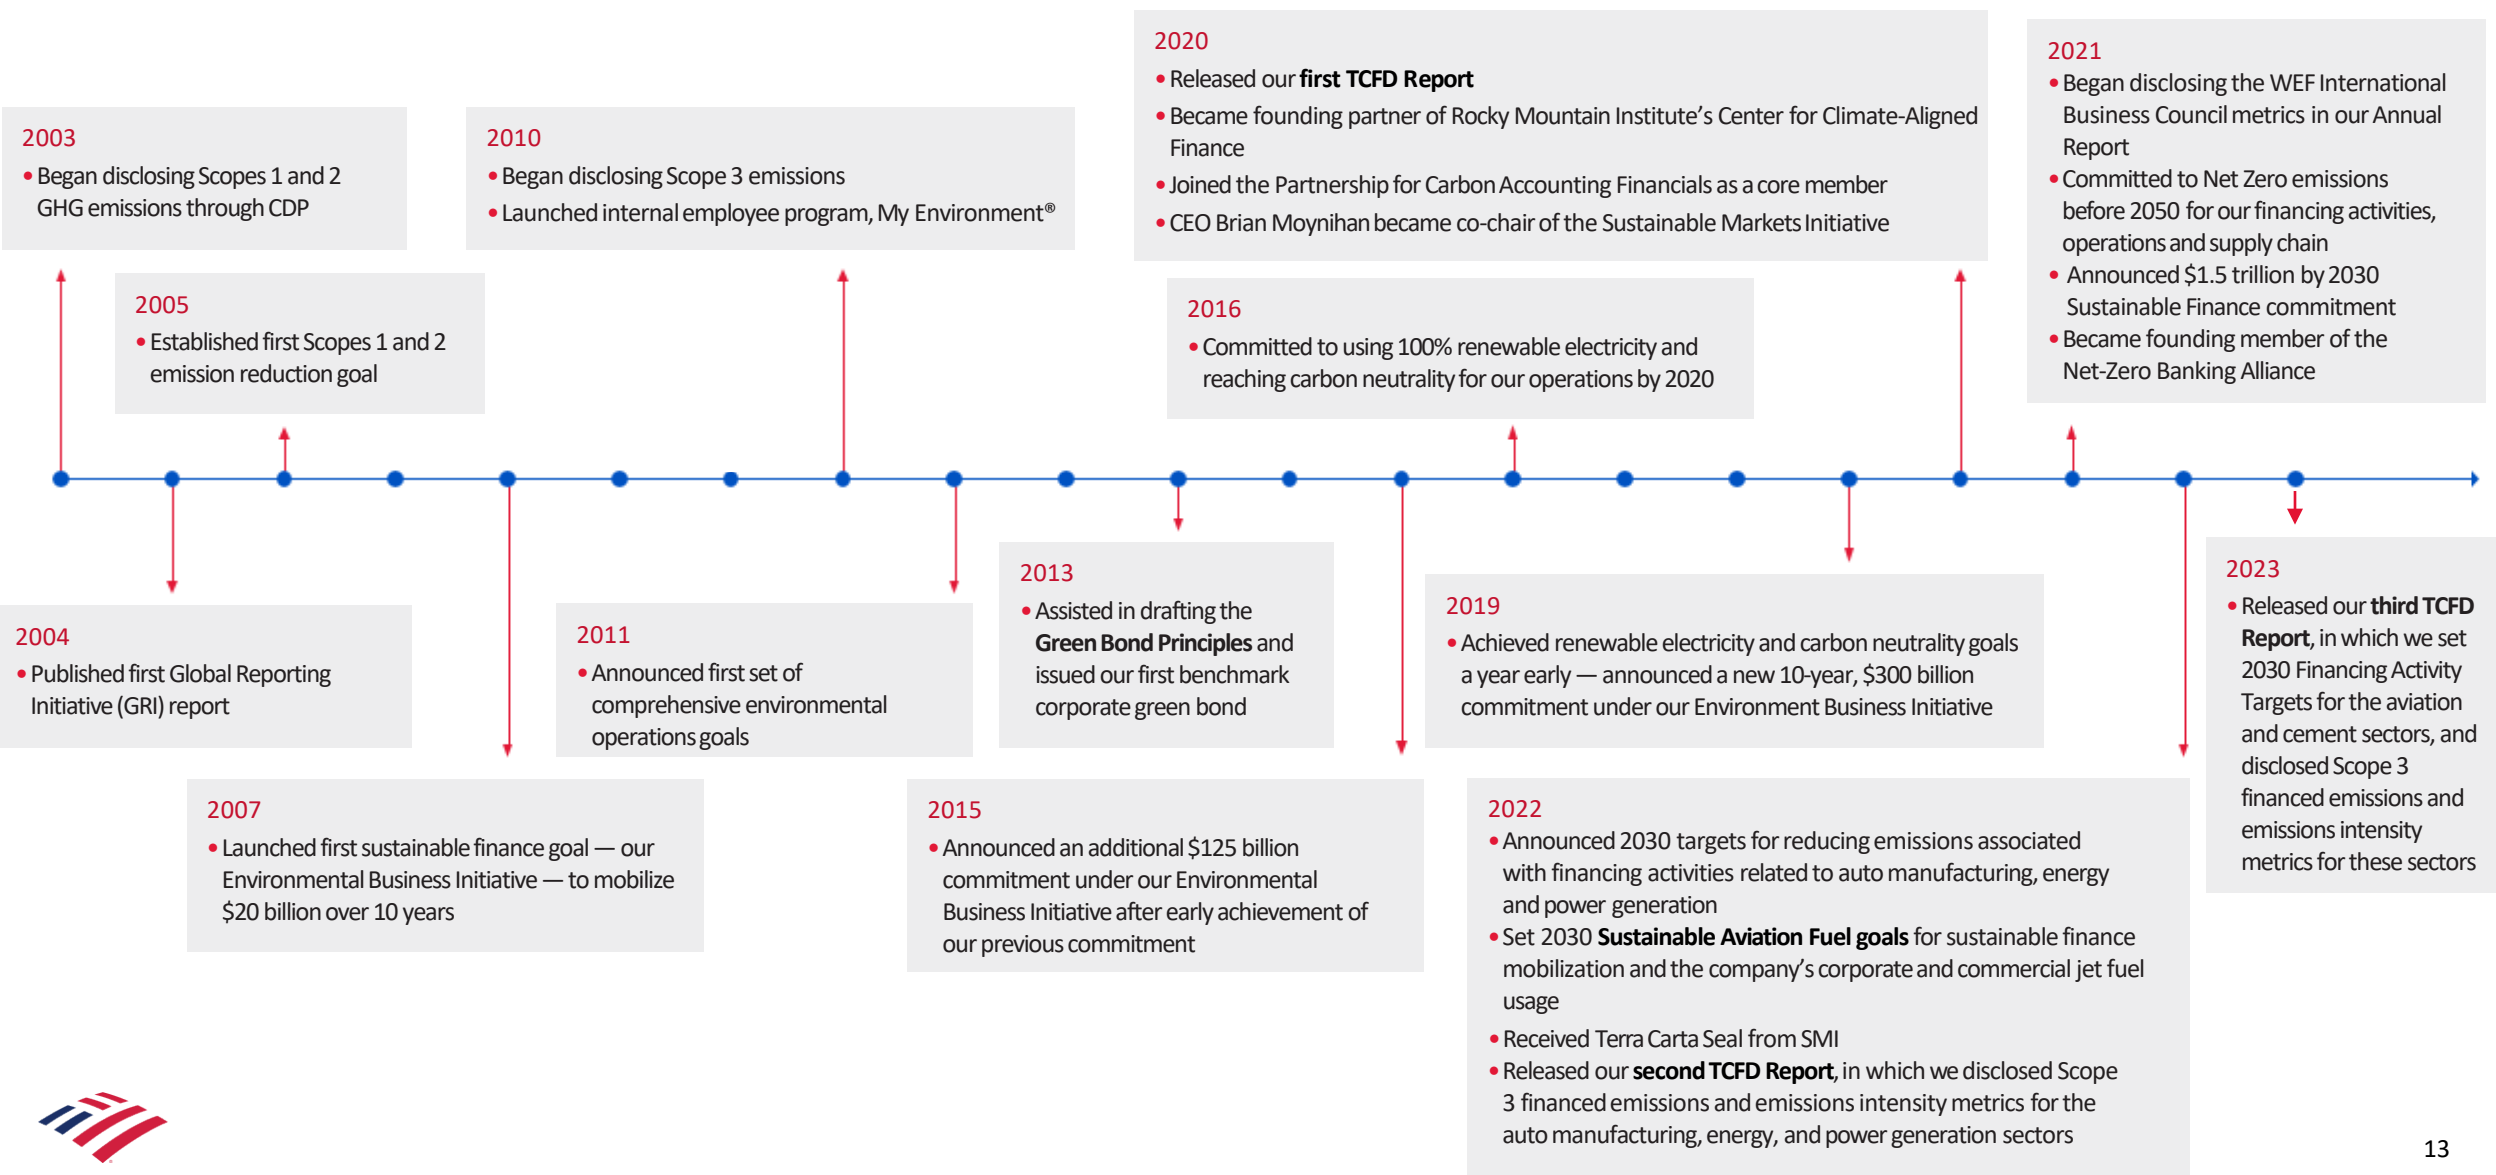 2003
• Began disclosing Scopes 1 and 2
GHG emissions through CDP
2005
• Established first Scopes 1 and 2
emission reduction goal
2010
• Began disclosing Scope 3 emissions
• Launched internal employee program, My Environment®
2020
• Released our first TCFD Report
• Became founding partner of Rocky Mountain Institute’s Center for Climate-Aligned
Finance
• Joined the Partnership for Carbon Accounting Financials as a core member
• CEO Brian Moynihan became co-chair of the Sustainable Markets Initiative
2016
• Committed to using 100% renewable electricity and
reaching carbon neutrality for our operations by 2020
2021
• Began disclosing the WEF International
Business Council metrics in our Annual
Report
• Committed to Net Zero emissions
before 2050 for our financing activities,
operations and supply chain
• Announced $1.5 trillion by 2030
Sustainable Finance commitment
• Became founding member of the
Net-Zero Banking Alliance
2004
• Published first Global Reporting
Initiative (GRI) report
2007
• Launched first sustainable finance goal — our
Environmental Business Initiative — to mobilize
$20 billion over 10 years
2011
• Announced first set of
comprehensive environmental
operations goals
2013
• Assisted in drafting the
Green Bond Principles and
issued our first benchmark
corporate green bond
2015
• Announced an additional $125 billion
commitment under our Environmental
Business Initiative after early achievement of
our previous commitment
2019
• Achieved renewable electricity and carbon neutrality goals
a year early — announced a new 10-year, $300 billion
commitment under our Environment Business Initiative
2022
• Announced 2030 targets for reducing emissions associated
with financing activities related to auto manufacturing, energy
and power generation
• Set 2030 Sustainable Aviation Fuel goals for sustainable finance
mobilization and the company’s corporate and commercial jet fuel
usage
• Received Terra Carta Seal from SMI
• Released our second TCFD Report, in which we disclosed Scope
3 financed emissions and emissions intensity metrics for the
auto manufacturing, energy, and power generation sectors
2023
• Released our third TCFD
Report, in which we set
2030 Financing Activity
Targets for the aviation
and cement sectors, and
disclosed Scope 3
financed emissions and
emissions intensity
metrics for these sectors
13